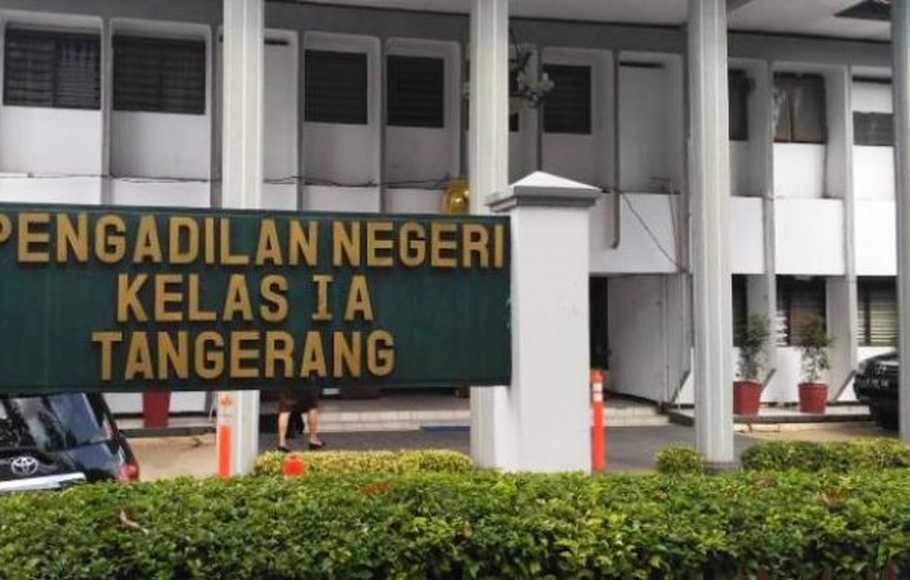 PENGADILAN NEGERI
KELAS IA
TANGERANG